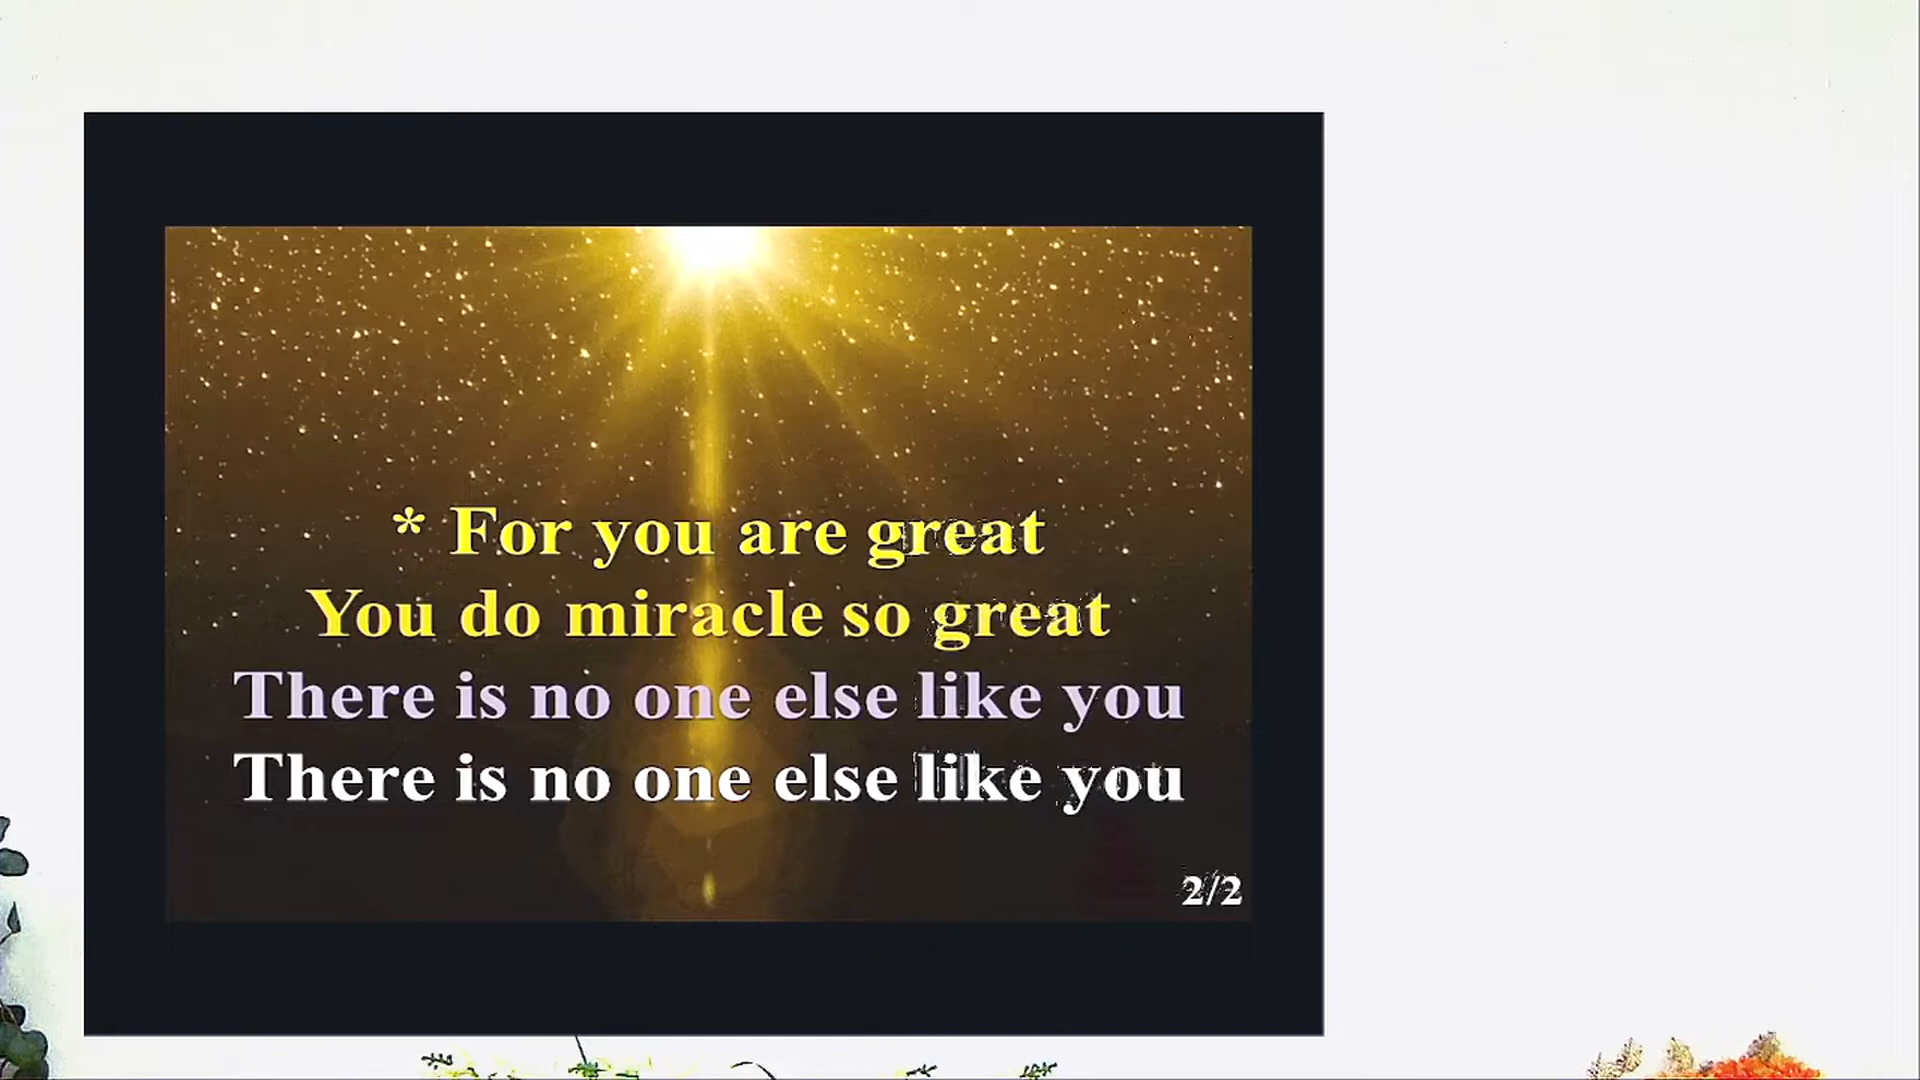 * For you are great
You do miracle so great
There is no one else like you
There is no one else like you
2/2